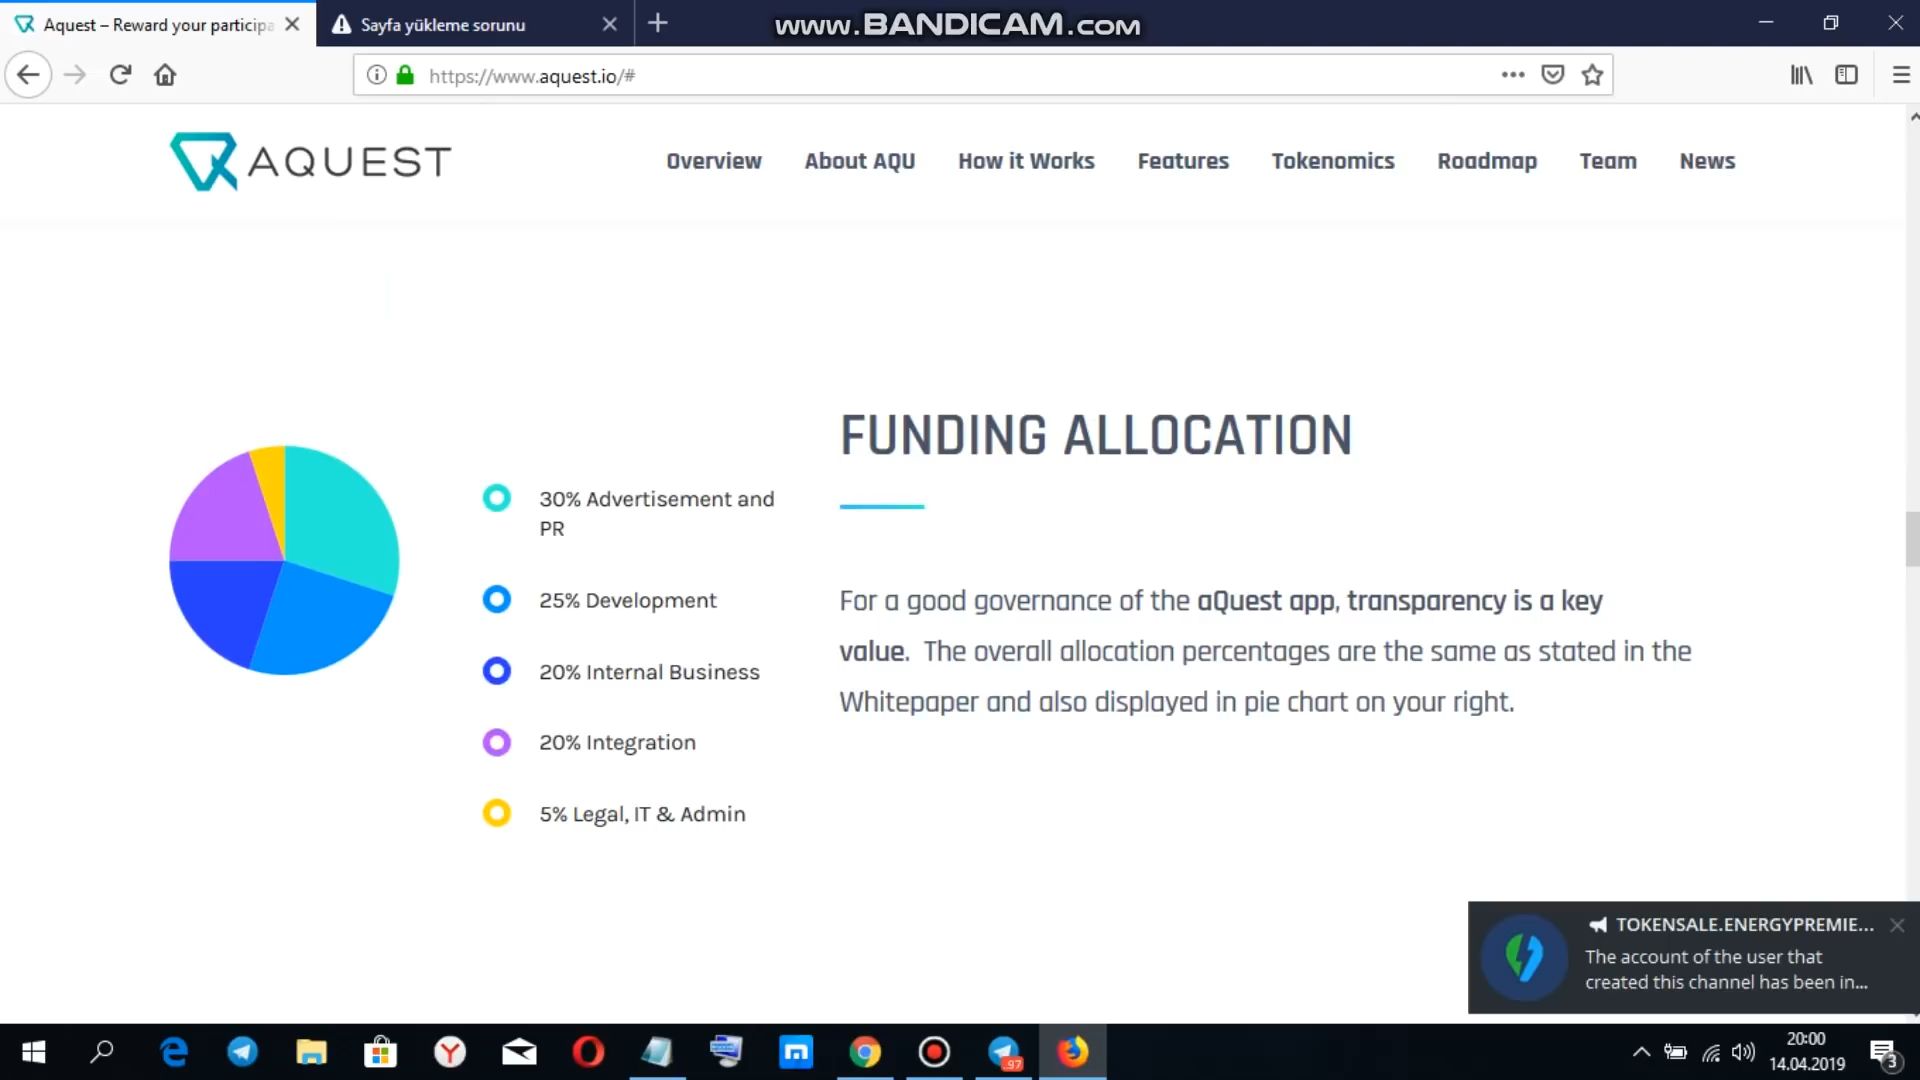 Aquest – Reward your participa
Sayfa yükleme sorunu
www.BANDICAM.com
https://www.aquest.io/#
AQUEST
Overview
About AQU
How it Works
Features
Tokenomics
Roadmap
Team
News
FUNDING ALLOCATION
30% Advertisement and
PR
25% Development
20% Internal Business
20% Integration
5% Legal, IT & Admin
For a good governance of the aQuest app, transparency is a key
value. The overall allocation percentages are the same as stated in the
Whitepaper and also displayed in pie chart on your right.
TOKENSALE.ENERGYPREMIE...
The account of the user that
created this channel has been in...
97
20:00
14.04.2019
3